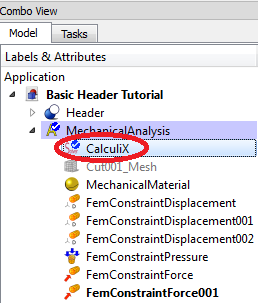 Combo View
Model Tasks
Labels & Attributes
Application
Basic Header Tutorial
Header
MechanicalAnalysis
CalculiX
Cut001_Mesh
MechanicalMaterial
FemConstraintDisplacement
FemConstraintDisplacement001
FemConstraintDisplacement002
FemConstraintPressure
FemConstraintForce
FemConstraintForce001